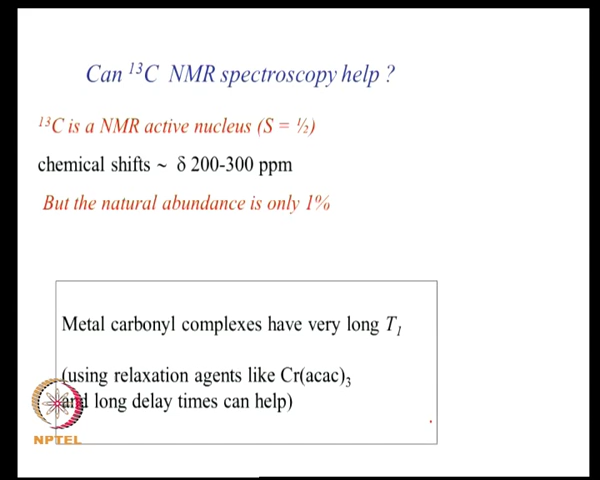 Can ¹³C NMR spectroscopy help ?
¹³C is a NMR active nucleus (S = ½)
chemical shifts ~ δ 200-300 ppm
But the natural abundance is only 1%
Metal carbonyl complexes have very long T₁
(using relaxation agents like Cr(acac)₃
and long delay times can help)
NPTEL